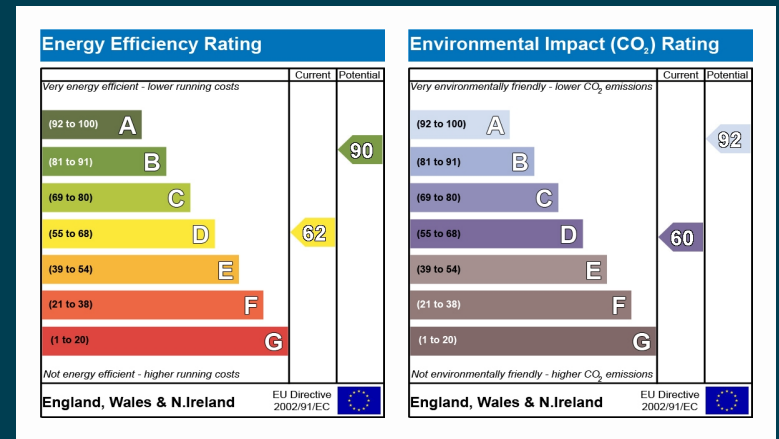 Energy Efficiency Rating
Current Potential
Very energy efficient - lower running costs
(92 to 100) A
(81 to 91) B
90
(69 to 80) C
(55 to 68) D
62
(39 to 54) E
(21 to 38) F
(1 to 20) G
Not energy efficient - higher running costs
England, Wales & N.Ireland
EU Directive
2002/91/EC
Environmental Impact (CO₂) Rating
Current Potential
Very environmentally friendly - lower CO₂ emissions
(92 to 100) A
92
(81 to 91) B
(69 to 80) C
(55 to 68) D
60
(39 to 54) E
(21 to 38) F
(1 to 20) G
Not environmentally friendly - higher CO₂ emissions
England, Wales & N.Ireland
EU Directive
2002/91/EC